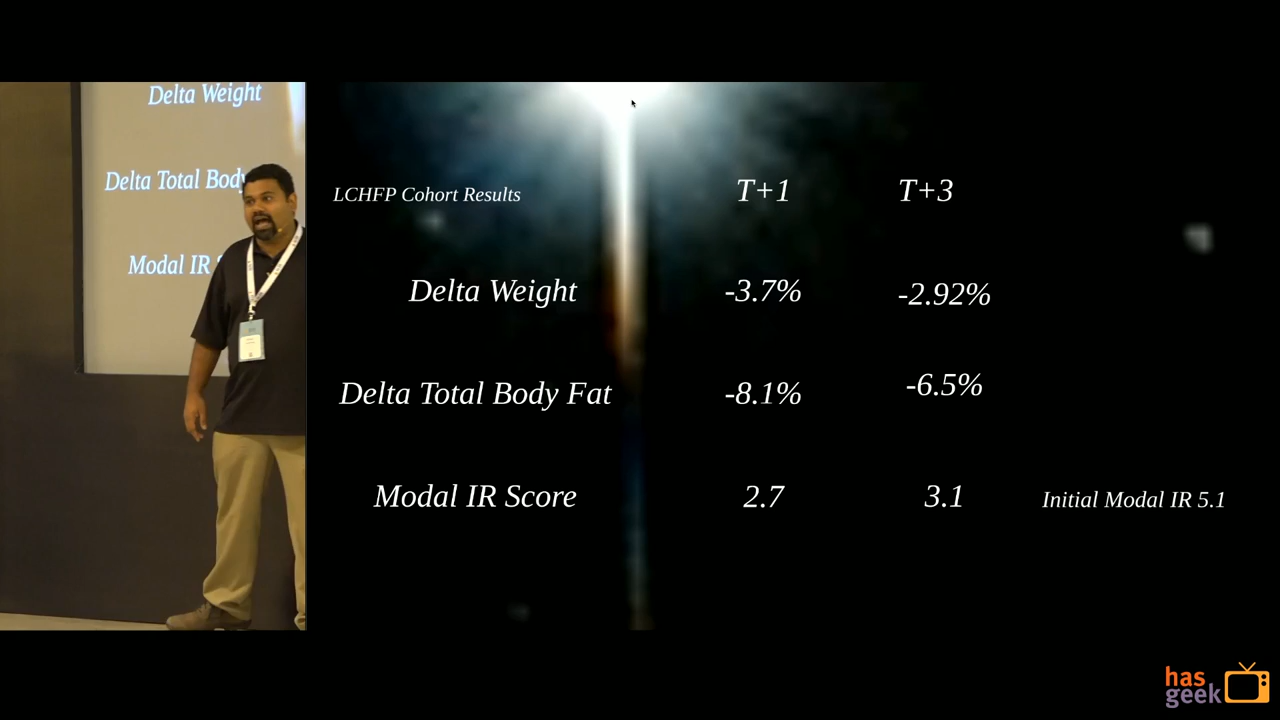 Delta Weight
Delta Total Body
Modal IR S
LCHFP Cohort Results T+1 T+3
Delta Weight -3.7% -2.92%
Delta Total Body Fat -8.1% -6.5%
Modal IR Score 2.7 3.1 Initial Modal IR 5.1
has
geek